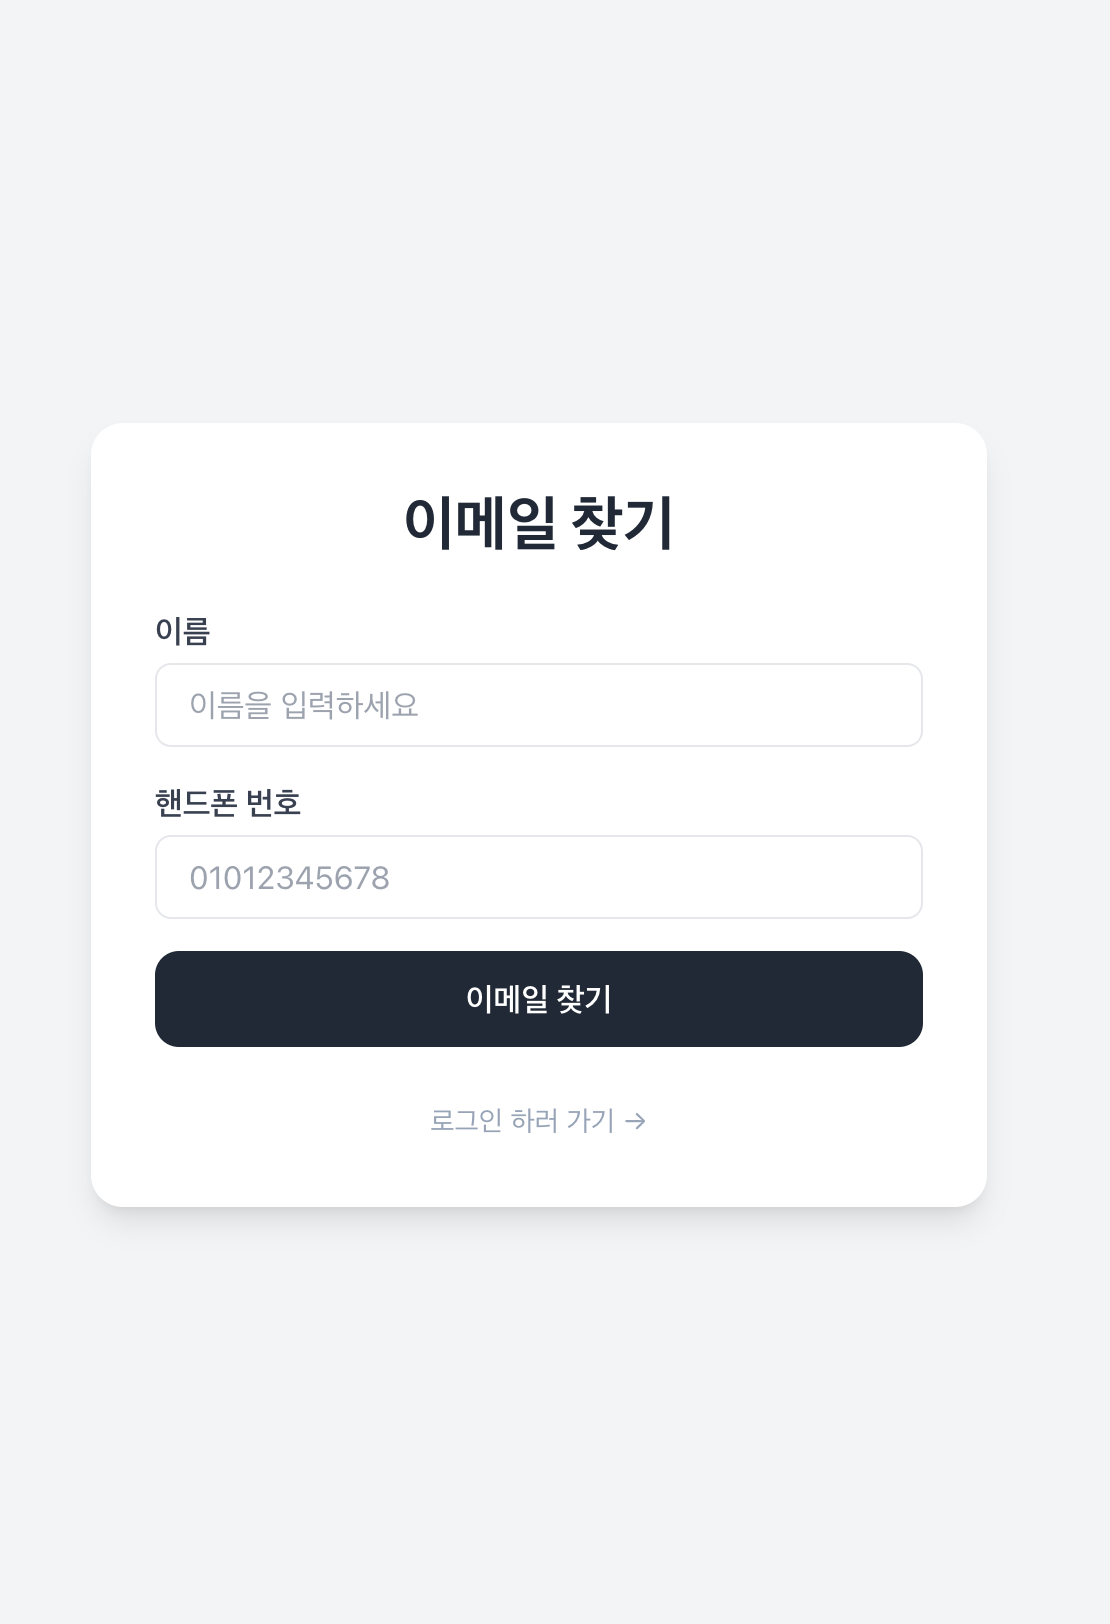 이메일 찾기
이름
이름을 입력하세요
핸드폰 번호
01012345678
이메일 찾기
로그인 하러 가기 →